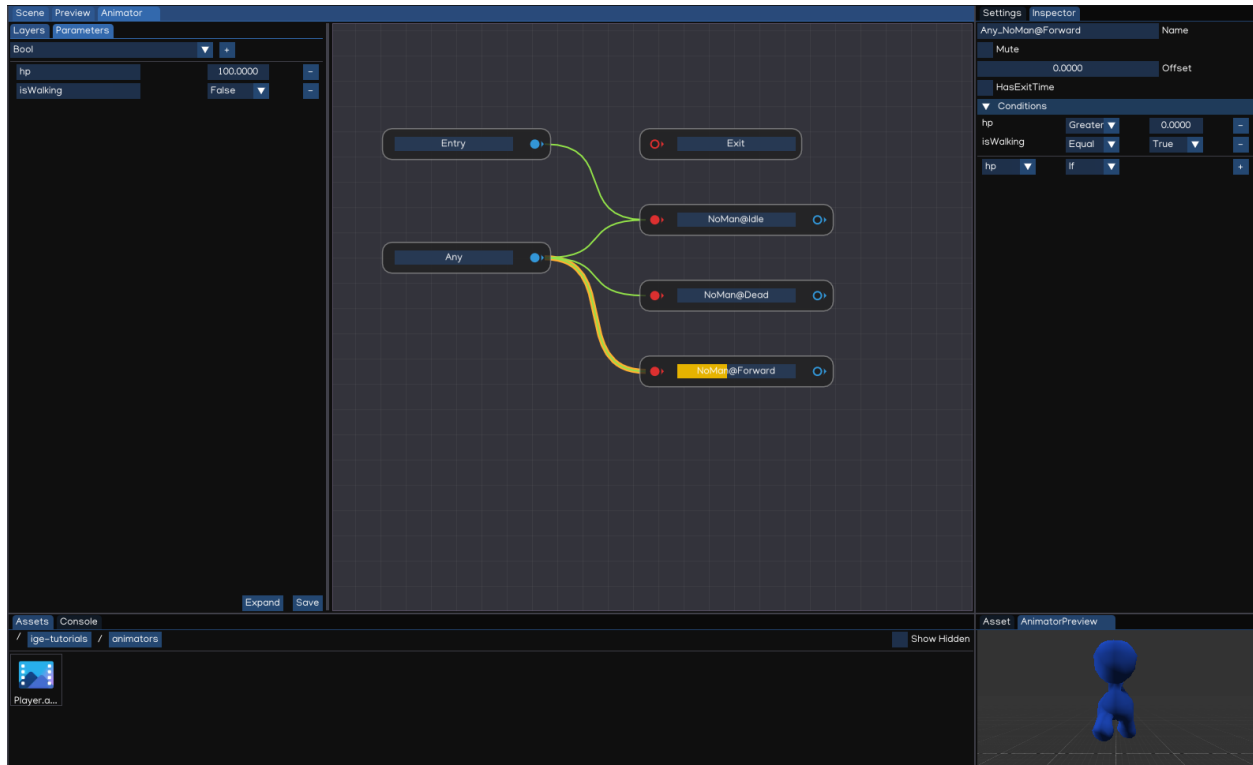 Scene Preview Animator
Layers Parameters
Bool +
hp 100.0000 -
isWalking False -
Entry
Exit
NoMan@Idle
Any
NoMan@Dead
NoMan@Forward
Expand Save
Settings Inspector
Any_NoMan@Forward Name
Mute
0.0000 Offset
HasExitTime
Conditions
hp Greater 0.0000 -
isWalking Equal True -
hp If +
Assets Console
/ ige-tutorials / animators Show Hidden
Player.a...
Asset AnimatorPreview